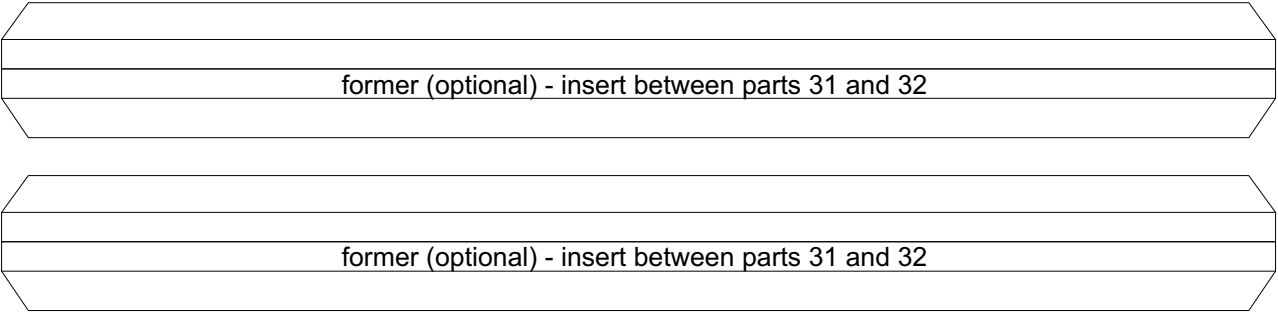 former (optional) - insert between parts 31 and 32
former (optional) - insert between parts 31 and 32